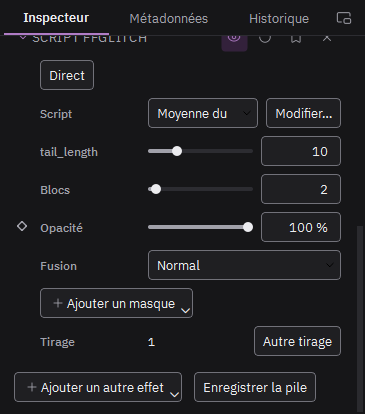 Inspecteur Métadonnées Historique
SCRIPT FFGLITCH
Direct
Script Moyenne du Modifier...
tail_length 10
Blocs 2
Opacité 100 %
Fusion Normal
+ Ajouter un masque
Tirage 1 Autre tirage
+ Ajouter un autre effet Enregistrer la pile